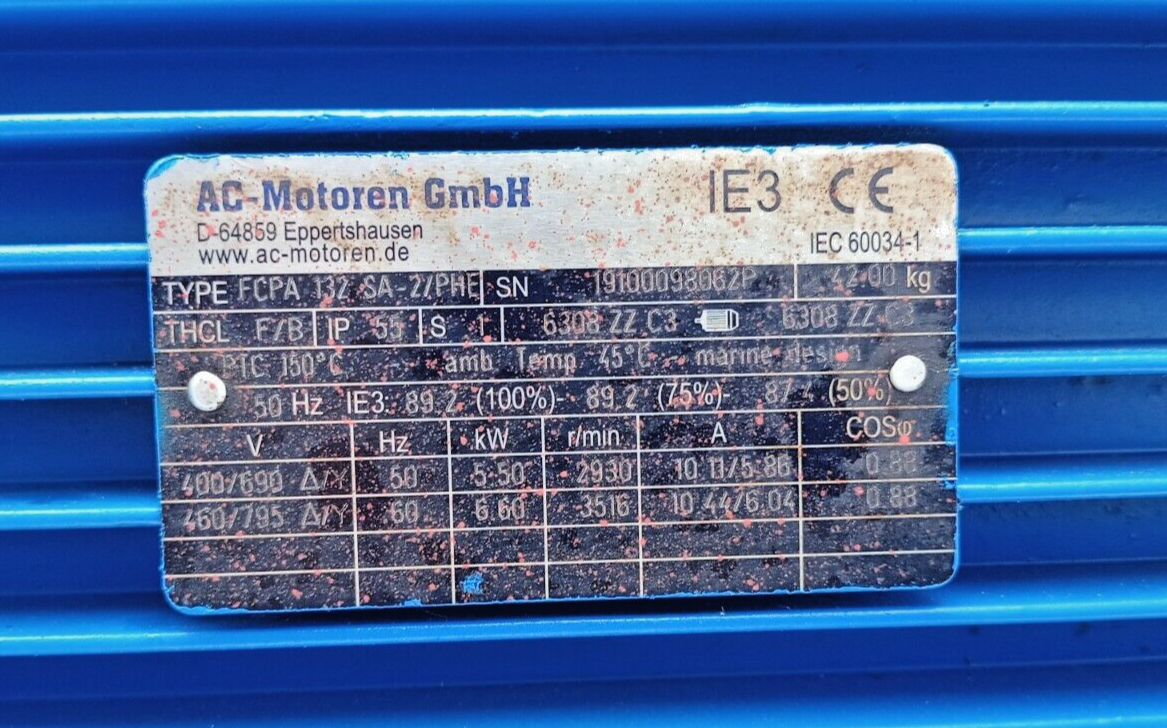 AC-Motoren GmbH IE3 CE
D-64859 Eppertshausen
www.ac-motoren.de IEC 60034-1
TYPE FCPA 132 SA-2/PHE SN 19100098062P 42.00 kg
THCL F/B IP 55 S 1 6308 ZZ C3 6308 ZZ C3
PTC 150°C - amb Temp 45°C - marine design
50 Hz IE3 89.2 (100%)- 89.2 (75%)- 87.4 (50%)
V Hz kW r/min A COSφ
400/690 Δ/Y 50 5.50 2930 10.11/5.86 0.88
460/795 Δ/Y 60 6.60 3516 10.44/6.04 0.88